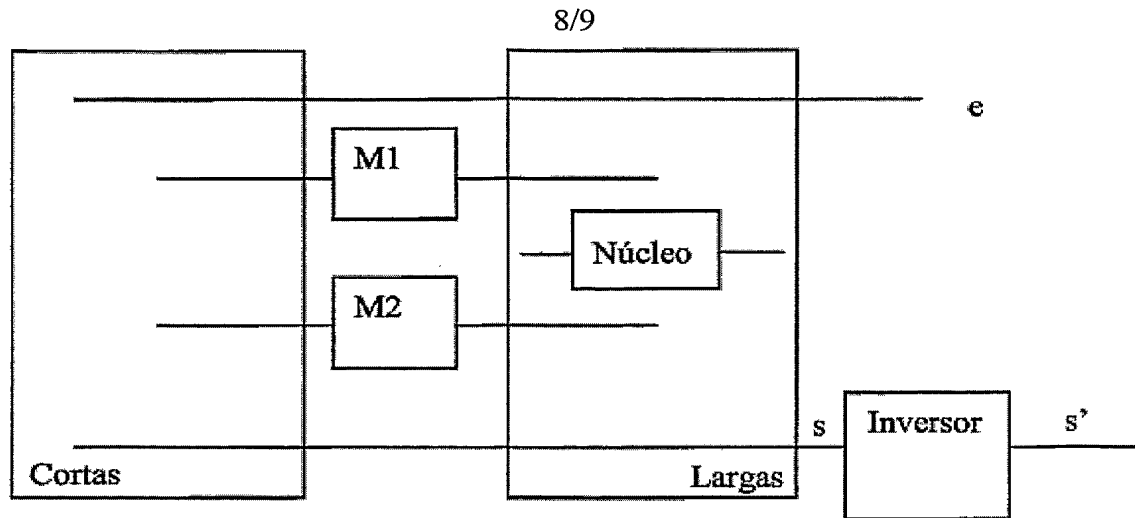 8/9
e
M1
Núcleo
M2
s
Inversor
s’
Cortas
Largas